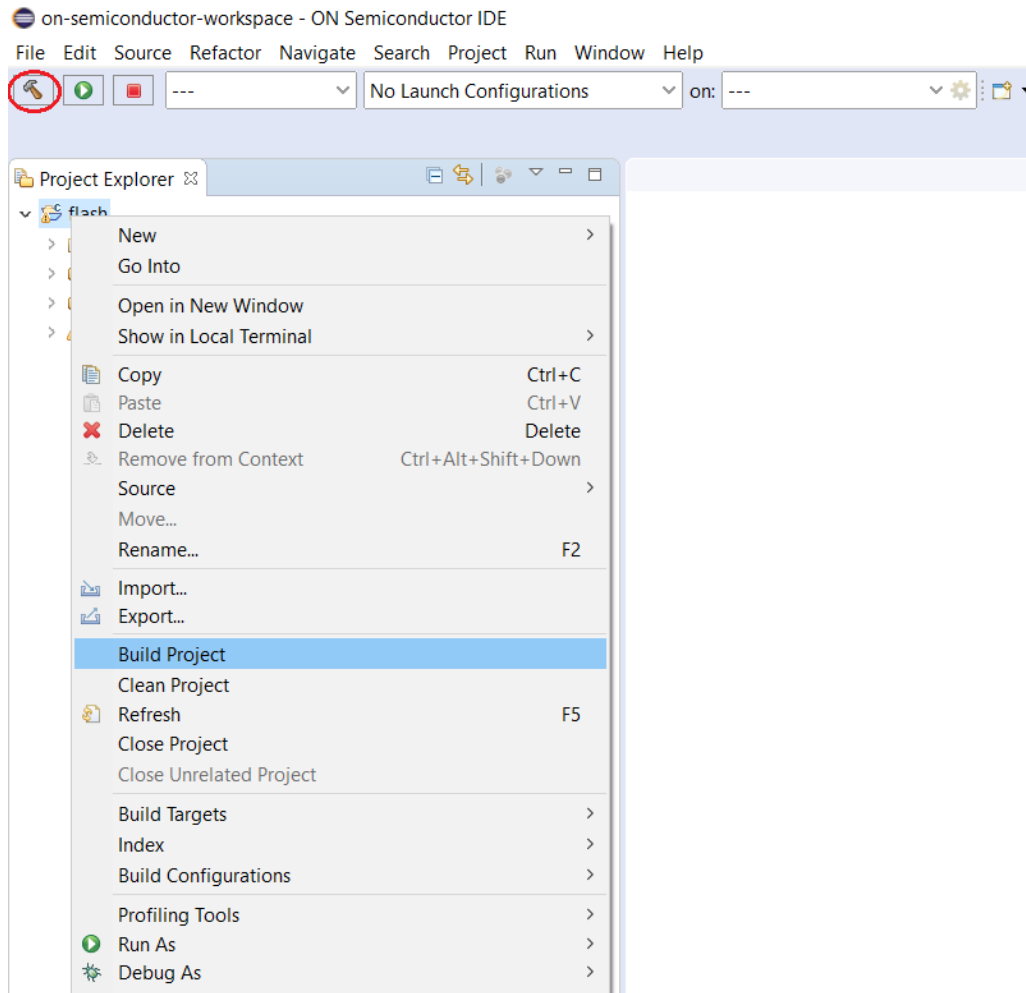 on-semiconductor-workspace - ON Semiconductor IDE
File Edit Source Refactor Navigate Search Project Run Window Help
--- No Launch Configurations on: ---
Project Explorer
flash
New
Go Into
Open in New Window
Show in Local Terminal
Copy Ctrl+C
Paste Ctrl+V
Delete Delete
Remove from Context Ctrl+Alt+Shift+Down
Source
Move...
Rename... F2
Import...
Export...
Build Project
Clean Project
Refresh F5
Close Project
Close Unrelated Project
Build Targets
Index
Build Configurations
Profiling Tools
Run As
Debug As